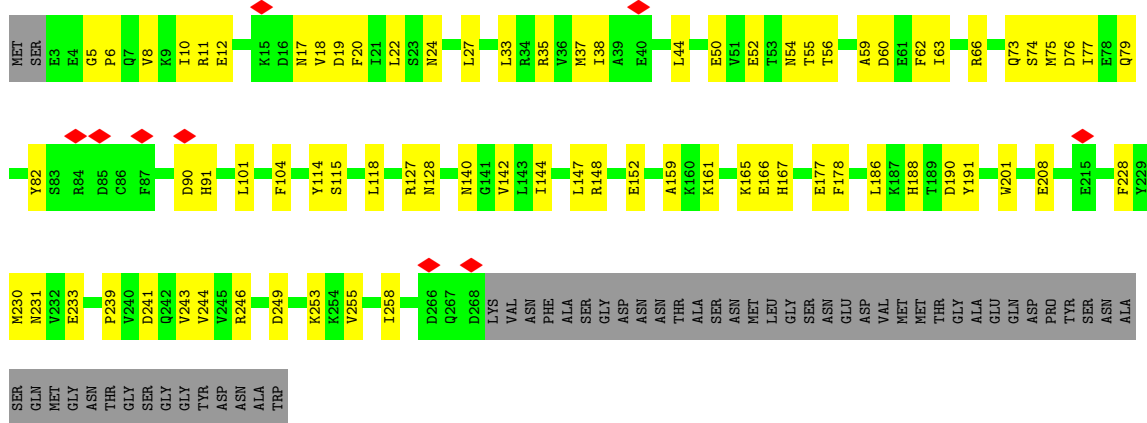 MET SER E3 E4 G5 P6 Q7 V8 K9 I10 R11 E12 K15 D16 N17 V18 D19 F20 I21 L22 S23 N24 L27 L33 R34 R35 V36 M37 I38 A39 E40 L44 E50 V51 E52 T53 N54 T55 T56 A59 D60 E61 F62 I63 R66 Q73 S74 M75 D76 I77 E78 Q79
Y82 S83 R84 D85 C86 F87 D90 H91 L101 F104 Y114 S115 L118 R127 N128 N140 G141 V142 L143 I144 L147 R148 E152 A159 K160 K161 K165 E166 H167 E177 F178 L186 K187 H188 T189 D190 Y191 W201 E208 E215 F228 Y229
M230 N231 V232 E233 P239 V240 D241 Q242 V243 V244 V245 R246 D249 K253 K254 V255 I258 D266 Q267 D268 LYS VAL ASN PHE ALA SER GLY ASP ASN ASN THR ALA SER ASN MET LEU GLY SER ASN GLU ASP VAL MET MET THR GLY ALA GLU GLN ASP PRO TYR SER ASN ALA
SER GLN MET GLY ASN THR GLY SER GLY GLY TYR ASP ASN ALA TRP